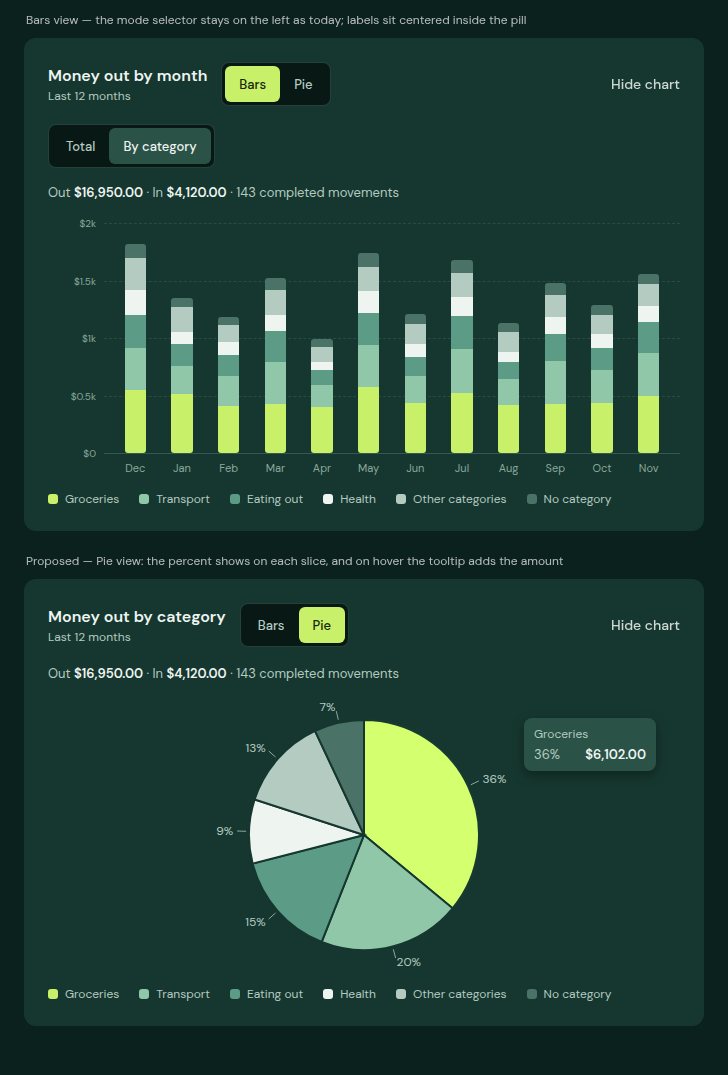 Bars view — the mode selector stays on the left as today; labels sit centered inside the pill
Money out by month
Last 12 months
Bars Pie
Hide chart
Total By category
Out $16,950.00 · In $4,120.00 · 143 completed movements
$2k
$1.5k
$1k
$0.5k
$0
Dec Jan Feb Mar Apr May Jun Jul Aug Sep Oct Nov
Groceries Transport Eating out Health Other categories No category
Proposed — Pie view: the percent shows on each slice, and on hover the tooltip adds the amount
Money out by category
Last 12 months
Bars Pie
Hide chart
Out $16,950.00 · In $4,120.00 · 143 completed movements
7%
13%
36%
9%
15%
20%
Groceries
36% $6,102.00
Groceries Transport Eating out Health Other categories No category